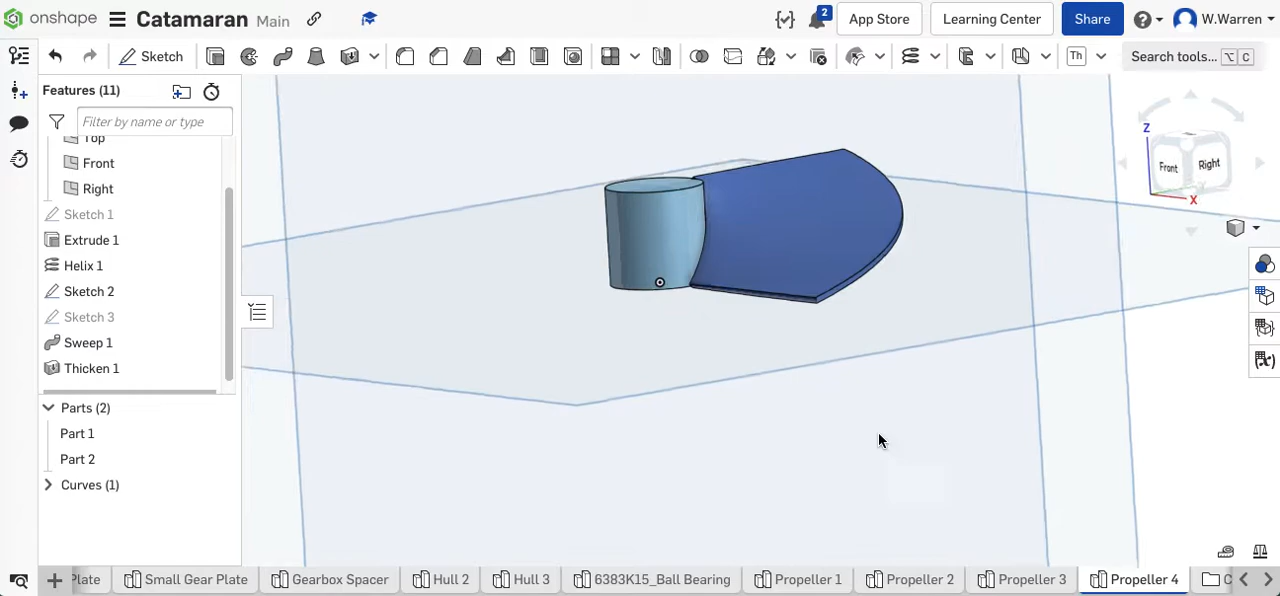 onshape Catamaran Main 2 App Store Learning Center Share W.Warren
Sketch Th Search tools... ⌥ C
Features (11)
Filter by name or type
Top
Front
Right
Sketch 1
Extrude 1
Helix 1
Sketch 2
Sketch 3
Sweep 1
Thicken 1
Parts (2)
Part 1
Part 2
Curves (1)
Z
Front Right
X
Plate Small Gear Plate Gearbox Spacer Hull 2 Hull 3 6383K15_Ball Bearing Propeller 1 Propeller 2 Propeller 3 Propeller 4 C